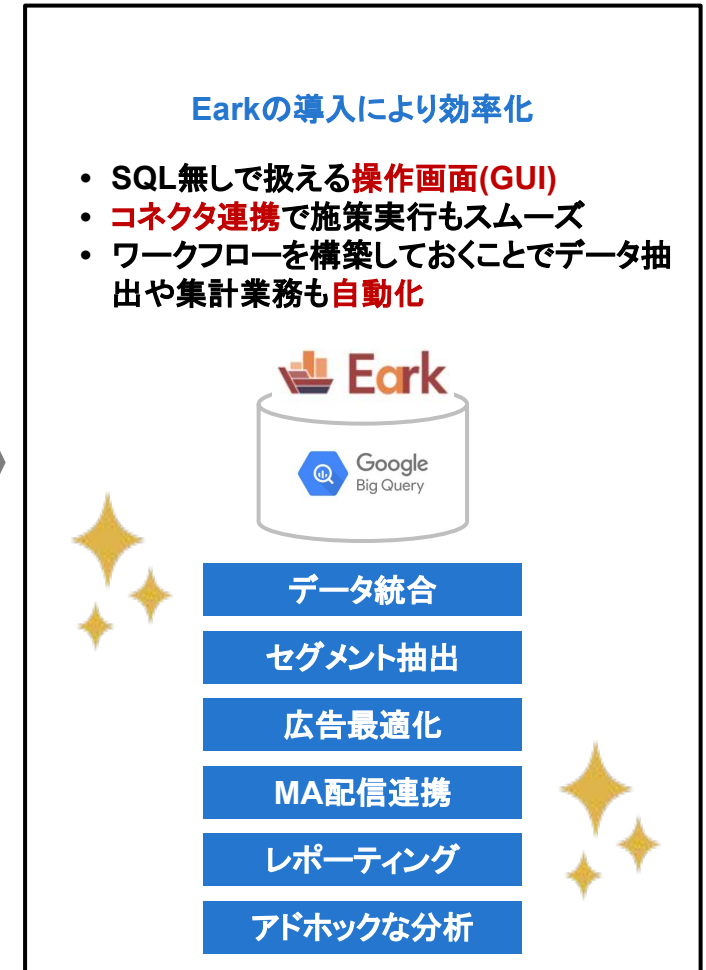 Earkの導入により効率化
• SQL無しで扱える操作画面(GUI)
• コネクタ連携で施策実行もスムーズ
• ワークフローを構築しておくことでデータ抽
出や集計業務も自動化
Eark
Google
Big Query
データ統合
セグメント抽出
広告最適化
MA配信連携
レポーティング
アドホックな分析